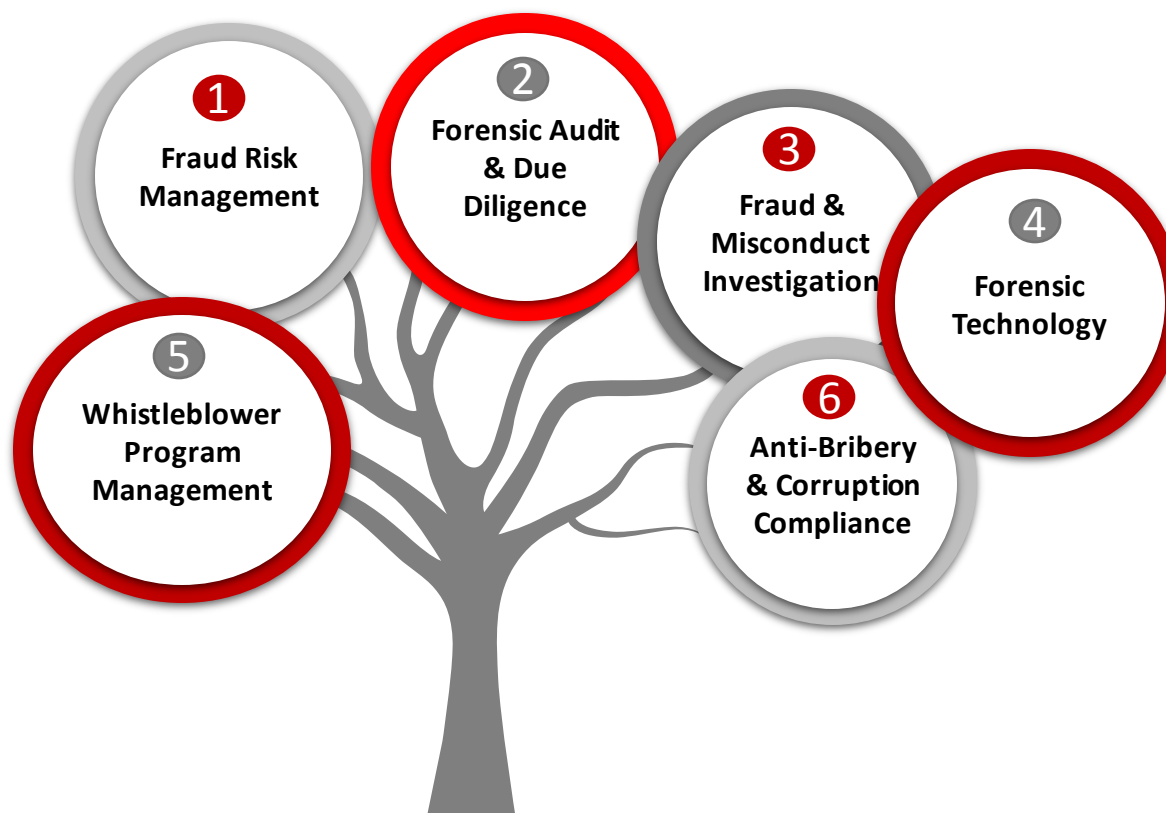 1
Fraud Risk
Management
2
Forensic Audit
& Due
Diligence
3
Fraud &
Misconduct
Investigation
4
Forensic
Technology
5
Whistleblower
Program
Management
6
Anti-Bribery
& Corruption
Compliance